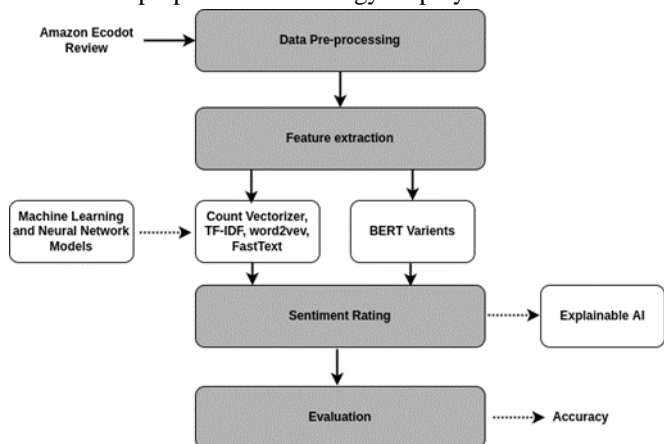 Amazon Ecodot
Review
Data Pre-processing
Feature extraction
Machine Learning
and Neural Network
Models
Count Vectorizer,
TF-IDF, word2vev,
FastText
BERT Varients
Sentiment Rating
Explainable AI
Evaluation
Accuracy